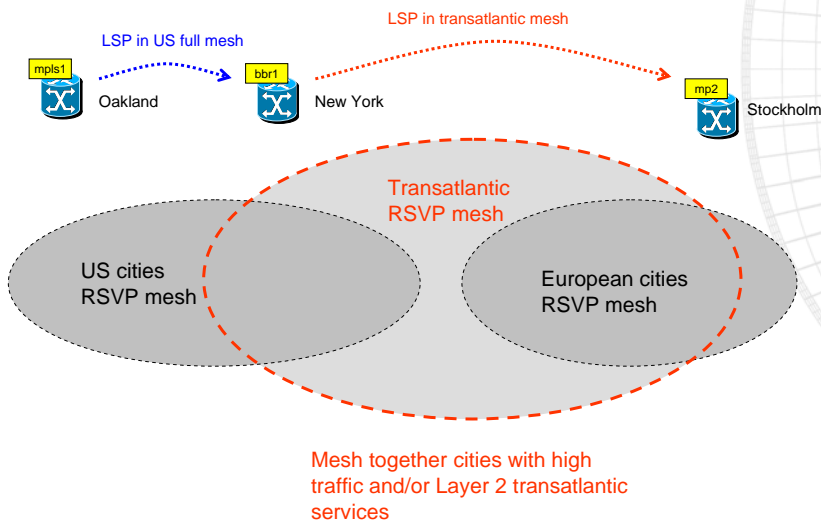 LSP in transatlantic mesh
LSP in US full mesh
mpls1
bbr1
mp2
Oakland
New York
Stockholm
Transatlantic
RSVP mesh
US cities
RSVP mesh
European cities
RSVP mesh
Mesh together cities with high
traffic and/or Layer 2 transatlantic
services